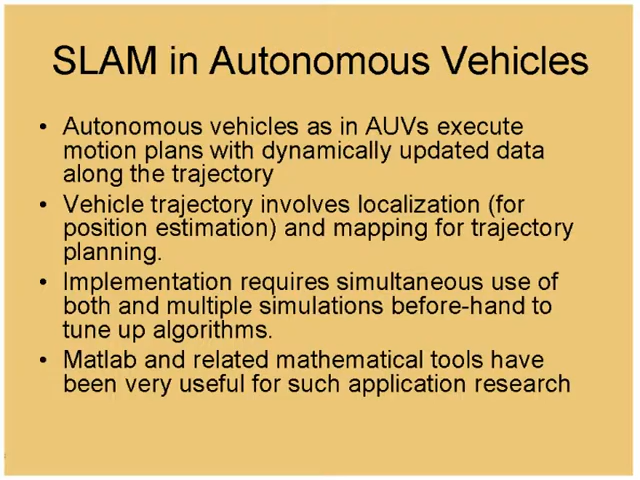 SLAM in Autonomous Vehicles
• Autonomous vehicles as in AUVs execute
motion plans with dynamically updated data
along the trajectory
• Vehicle trajectory involves localization (for
position estimation) and mapping for trajectory
planning.
• Implementation requires simultaneous use of
both and multiple simulations before-hand to
tune up algorithms.
• Matlab and related mathematical tools have
been very useful for such application research